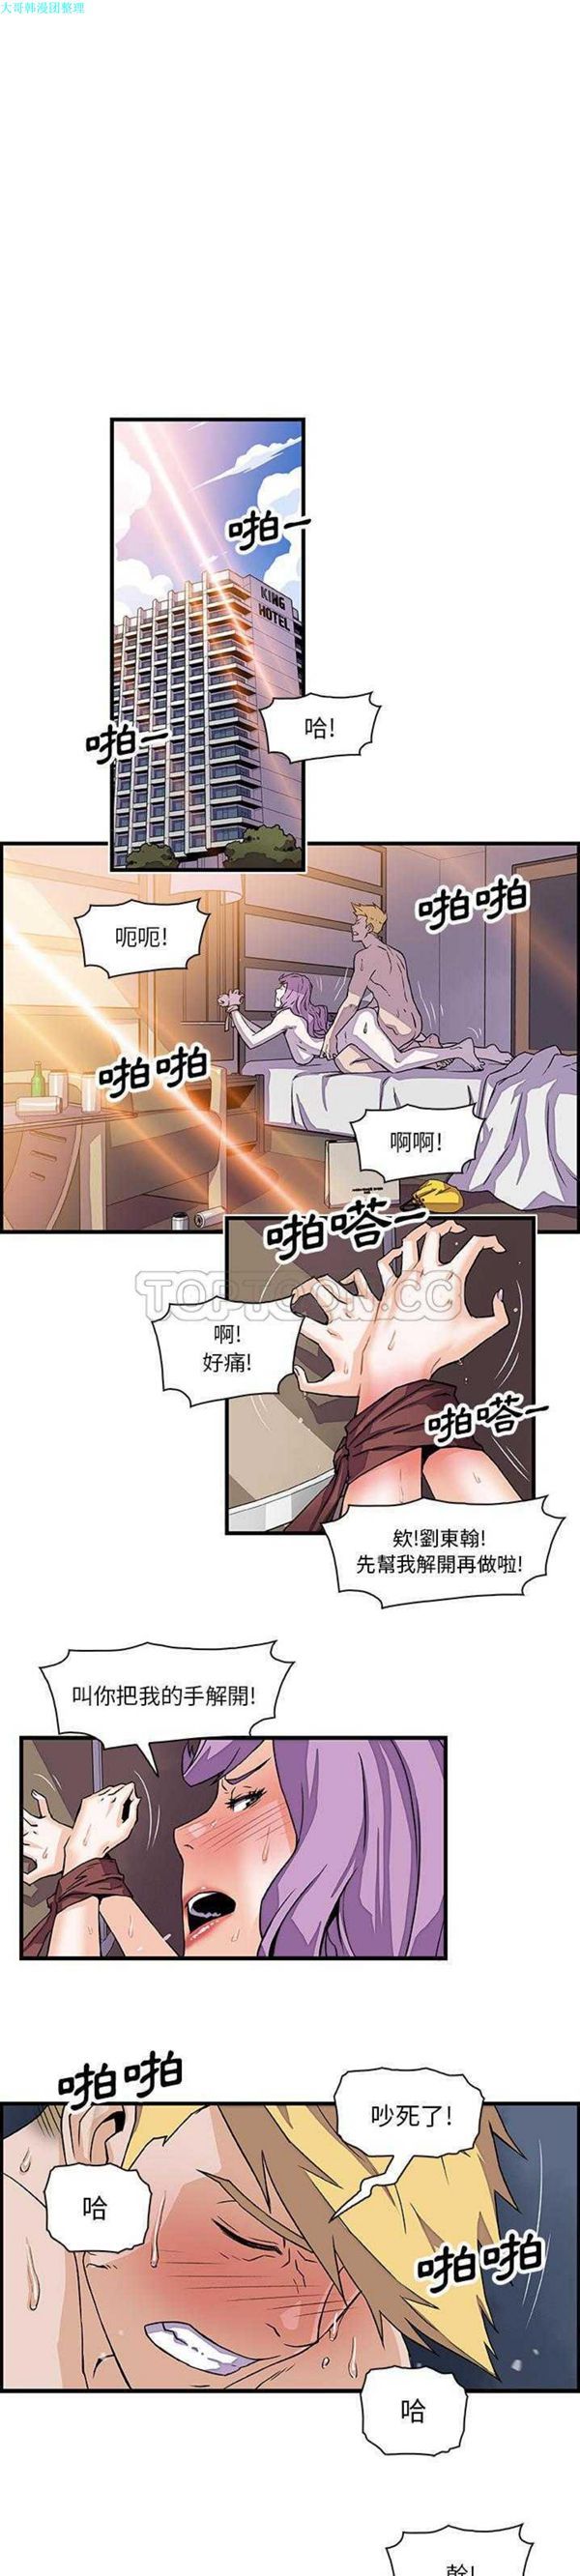 大哥韩漫团整理
啪一
KING
HOTEL
哈!
啪一
啪啪
呃呃!
啪啪
啊啊!
啪嗒一
TOPTOON.CC
啊!
好痛!
啪嗒一
欸!劉東翰!
先幫我解開再做啦!
叫你把我的手解開!
啪啪
吵死了!
哈
啪啪
哈